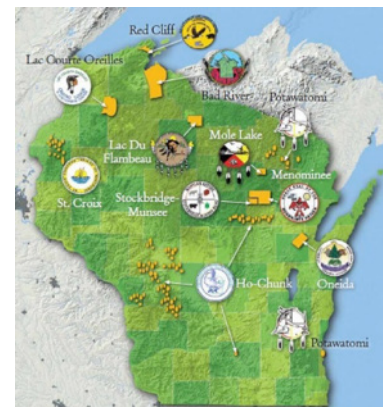 Red Cliff
Lac Courte Oreilles
Bad River
Potawatomi
Lac Du
Flambeau
Mole Lake
Menominee
St. Croix
Stockbridge-
Munsee
Ho-Chunk
Oneida
Potawatomi